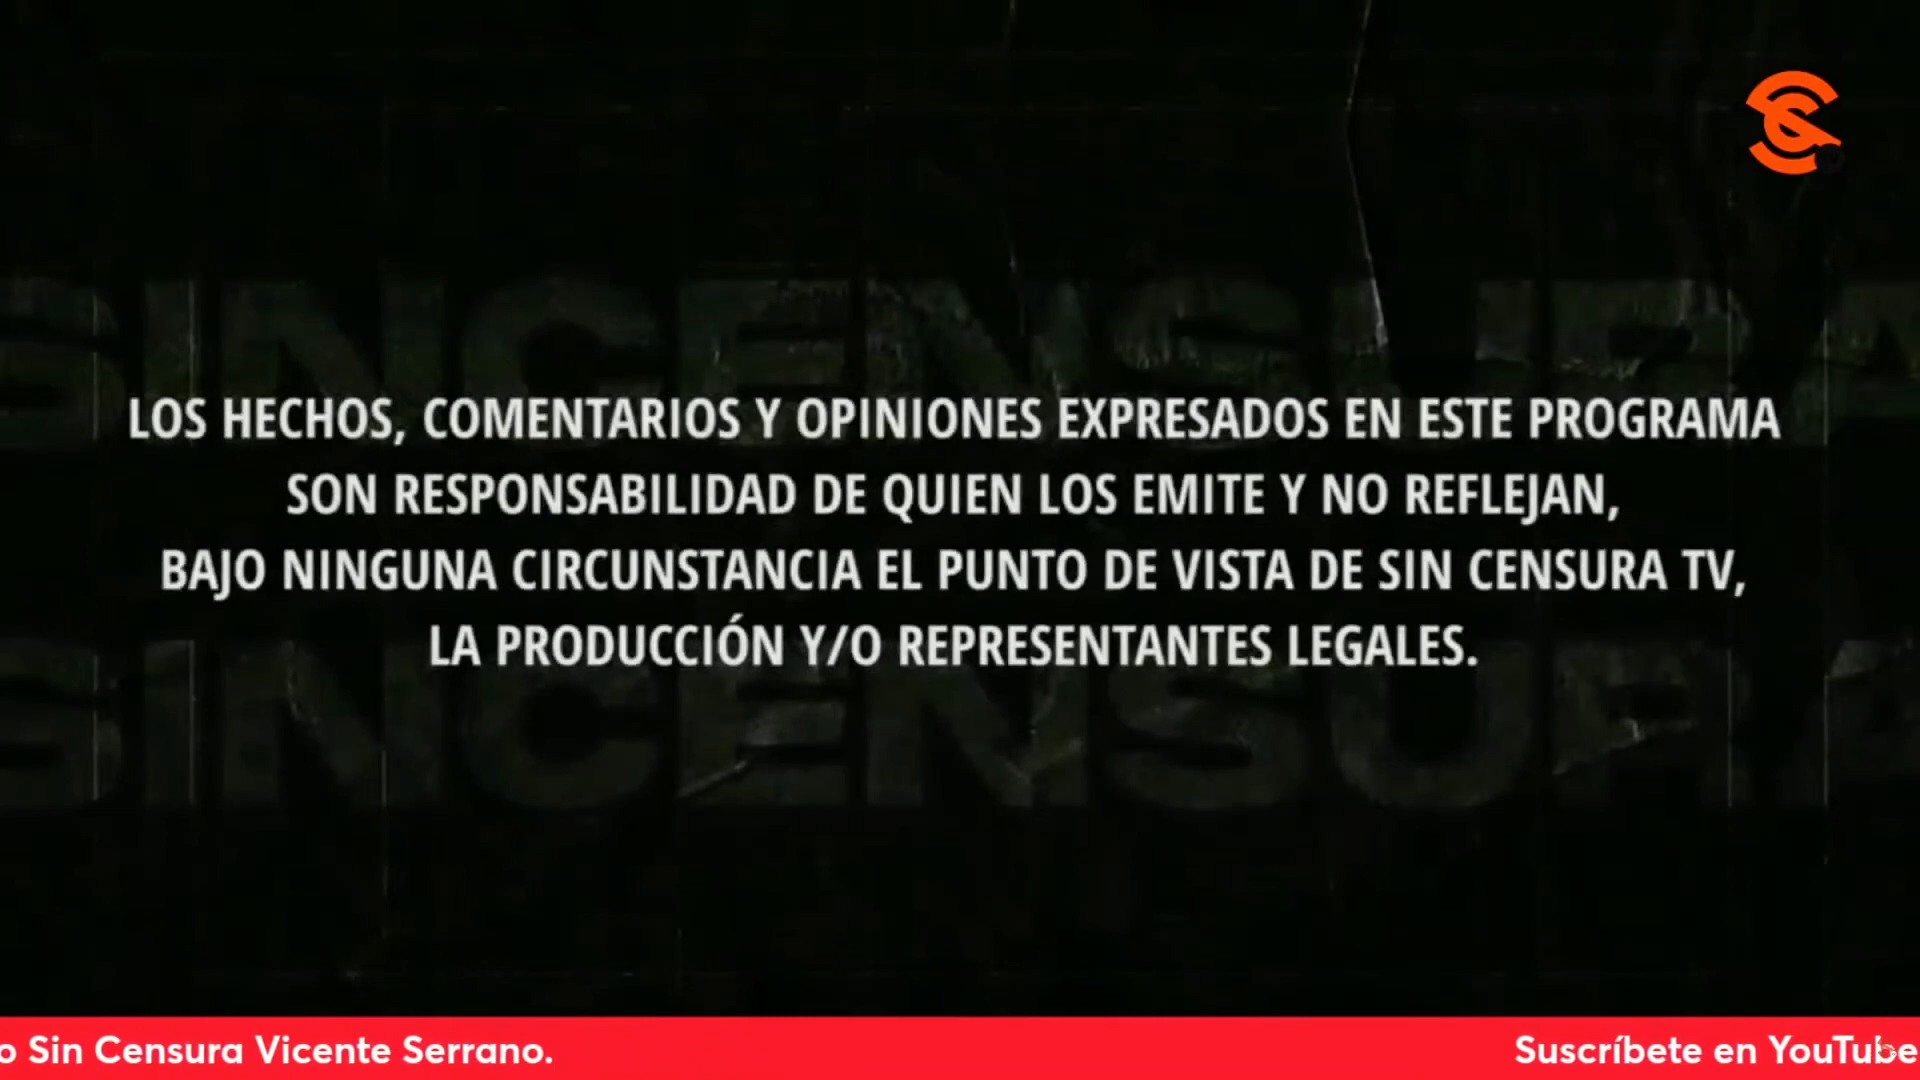 SINCENSURA
LOS HECHOS, COMENTARIOS Y OPINIONES EXPRESADOS EN ESTE PROGRAMA
SON RESPONSABILIDAD DE QUIEN LOS EMITE Y NO REFLEJAN,
BAJO NINGUNA CIRCUNSTANCIA EL PUNTO DE VISTA DE SIN CENSURA TV,
LA PRODUCCIÓN Y/O REPRESENTANTES LEGALES.
SINCENSURA
o Sin Censura Vicente Serrano. Suscríbete en YouTube